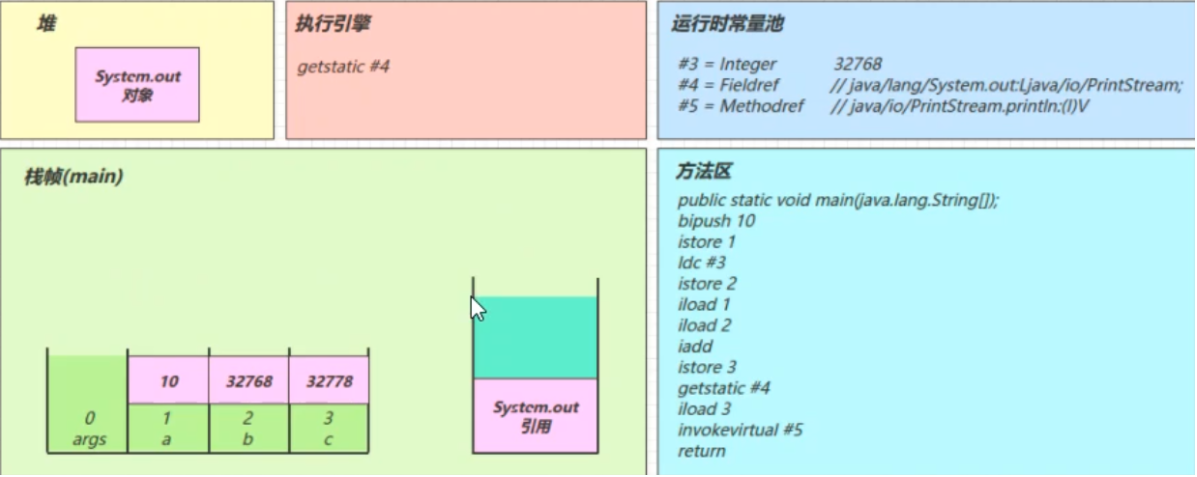 堆
System.out
对象
执行引擎
getstatic #4
运行时常量池
#3 = Integer 32768
#4 = Fieldref // java/lang/System.out:Ljava/io/PrintStream;
#5 = Methodref // java/io/PrintStream.println:(I)V
栈帧(main)
10 32768 32778
0 1 2 3
args a b c
System.out
引用
方法区
public static void main(java.lang.String[]);
bipush 10
istore 1
ldc #3
istore 2
iload 1
iload 2
iadd
istore 3
getstatic #4
iload 3
invokevirtual #5
return